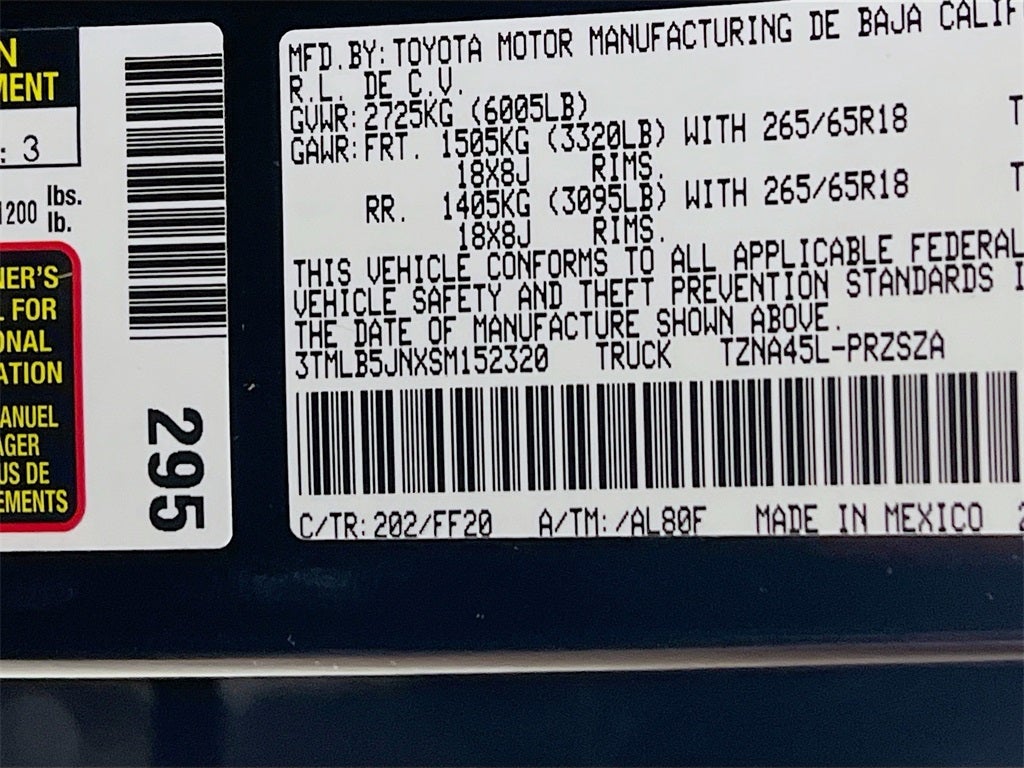 N
MENT
: 3
1200 lbs.
lb.
NER'S
L FOR
ONAL
ATION
ANUEL
AGER
US DE
EMENTS
295
MFD.BY: TOYOTA MOTOR MANUFACTURING DE BAJA CALIF
R.L. DE C.V.
GVWR: 2725KG (6005LB)
GAWR: FRT. 1505KG (3320LB) WITH 265/65R18 T
18X8J RIMS.
RR. 1405KG (3095LB) WITH 265/65R18 T
18X8J RIMS.
THIS VEHICLE CONFORMS TO ALL APPLICABLE FEDERAL
VEHICLE SAFETY AND THEFT PREVENTION STANDARDS I
THE DATE OF MANUFACTURE SHOWN ABOVE.
3TMLB5JNXSM152320 TRUCK TZNA45L-PRZSZA
C/TR: 202/FF20 A/TM: /AL80F MADE IN MEXICO 2